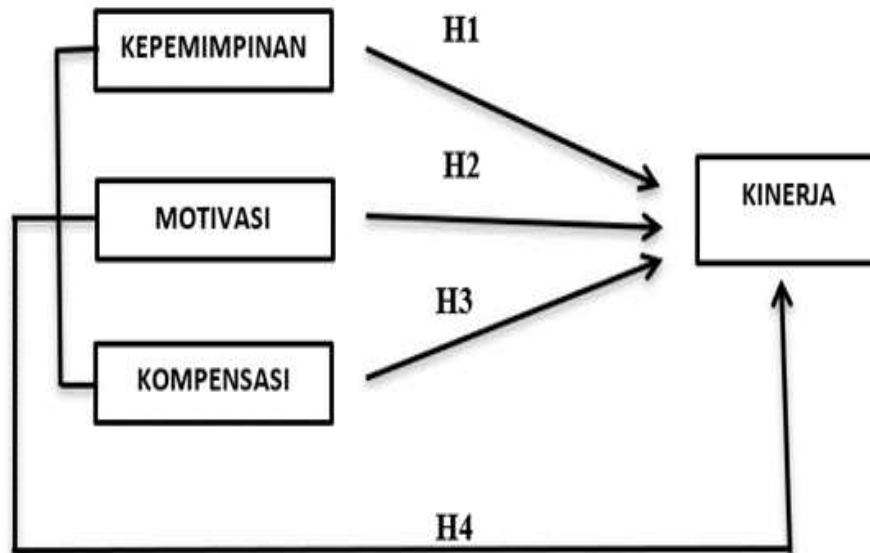 KEPEMIMPINAN
H1
MOTIVASI
H2
KINERJA
KOMPENSASI
H3
H4